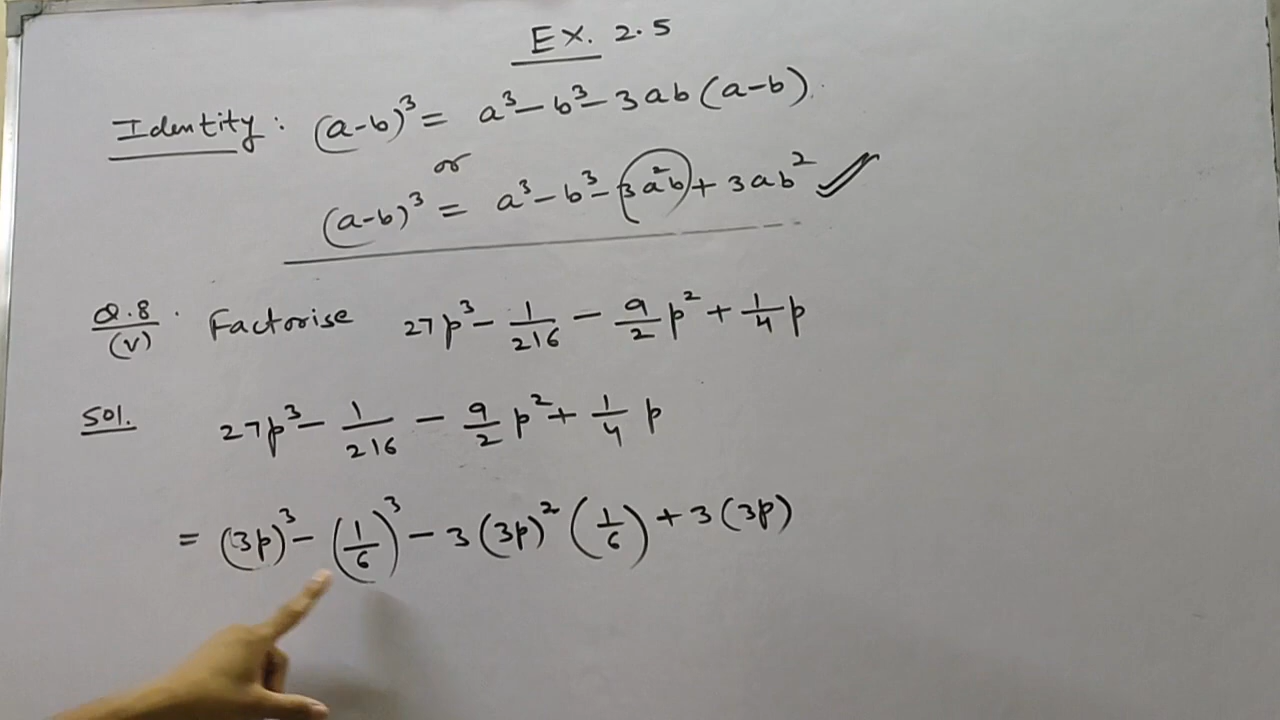 EX. 2.5
Identity: (a-b)³ = a³-b³-3ab(a-b).
or
(a-b)³ = a³-b³-3a²b+3ab²
Q.8 (v). Factorise 27p³ - 1/216 - 9/2 p² + 1/4 p
Sol. 27p³ - 1/216 - 9/2 p² + 1/4 p
= (3p)³ - (1/6)³ - 3(3p)² (1/6) + 3(3p)